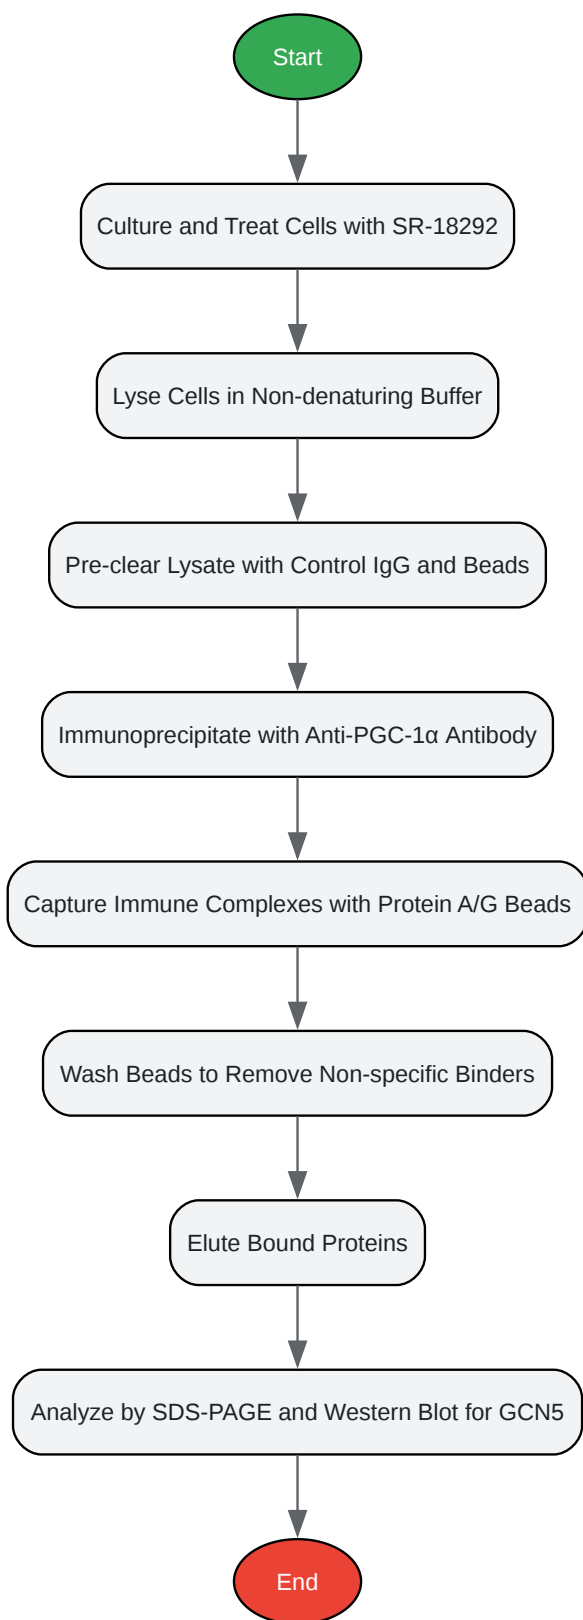 Start
Culture and Treat Cells with SR-18292
Lyse Cells in Non-denaturing Buffer
Pre-clear Lysate with Control IgG and Beads
Immunoprecipitate with Anti-PGC-1α Antibody
Capture Immune Complexes with Protein A/G Beads
Wash Beads to Remove Non-specific Binders
Elute Bound Proteins
Analyze by SDS-PAGE and Western Blot for GCN5
End